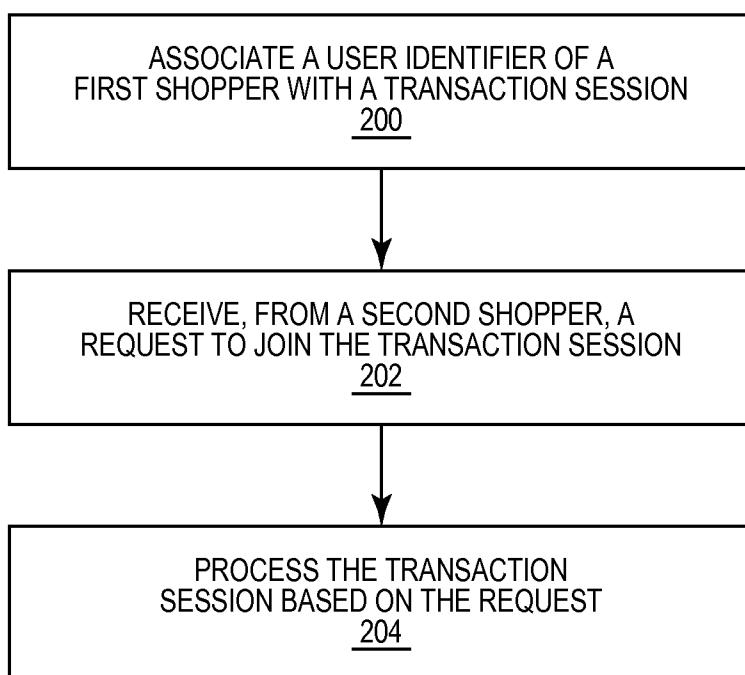 ASSOCIATE A USER IDENTIFIER OF A
FIRST SHOPPER WITH A TRANSACTION SESSION
200
RECEIVE, FROM A SECOND SHOPPER, A
REQUEST TO JOIN THE TRANSACTION SESSION
202
PROCESS THE TRANSACTION
SESSION BASED ON THE REQUEST
204